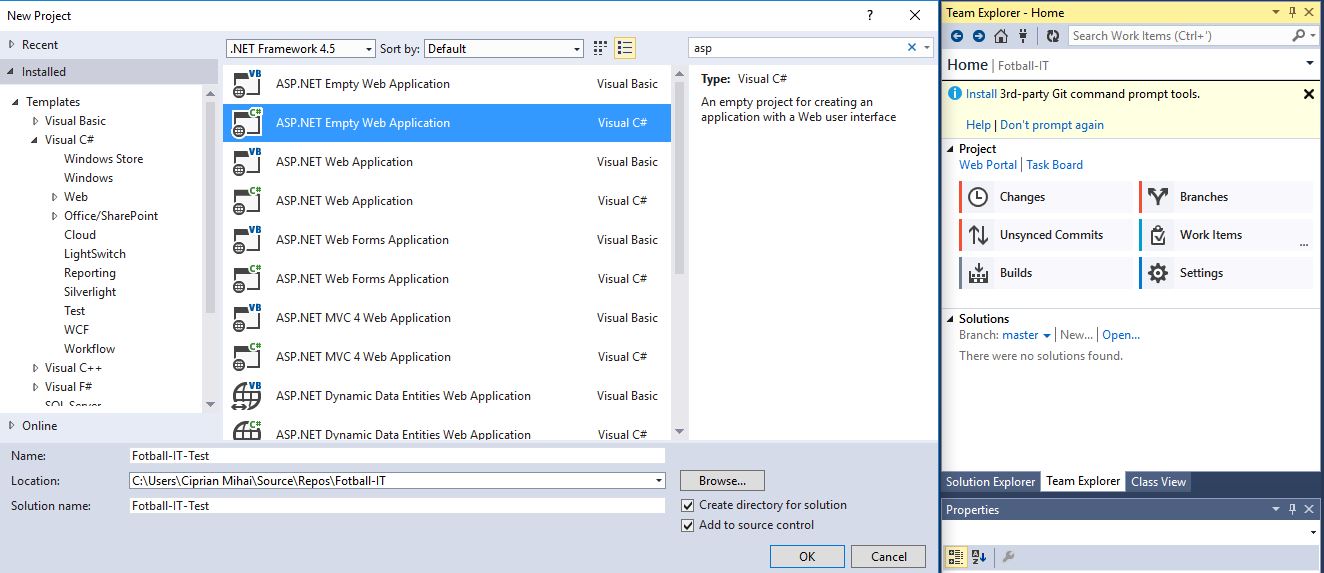 New Project
?
Recent
.NET Framework 4.5
Sort by: Default
asp
Installed
Templates
Visual Basic
Visual C#
Windows Store
Windows
Web
Office/SharePoint
Cloud
LightSwitch
Reporting
Silverlight
Test
WCF
Workflow
Visual C++
Visual F#
SQL Server
Online
VB ASP.NET Empty Web Application Visual Basic
C# ASP.NET Empty Web Application Visual C#
VB ASP.NET Web Application Visual Basic
C# ASP.NET Web Application Visual C#
VB ASP.NET Web Forms Application Visual Basic
C# ASP.NET Web Forms Application Visual C#
VB ASP.NET MVC 4 Web Application Visual Basic
C# ASP.NET MVC 4 Web Application Visual C#
VB ASP.NET Dynamic Data Entities Web Application Visual Basic
C# ASP.NET Dynamic Data Entities Web Application Visual C#
Type: Visual C#
An empty project for creating an
application with a Web user interface
Name: Fotball-IT-Test
Location: C:\Users\Ciprian Mihai\Source\Repos\Fotball-IT
Browse...
Solution name: Fotball-IT-Test
Create directory for solution
Add to source control
OK
Cancel
Team Explorer - Home
Search Work Items (Ctrl+')
Home | Fotball-IT
Install 3rd-party Git command prompt tools.
Help | Don't prompt again
Project
Web Portal | Task Board
Changes
Branches
Unsynced Commits
Work Items
...
Builds
Settings
Solutions
Branch: master | New... | Open...
There were no solutions found.
Solution Explorer
Team Explorer
Class View
Properties